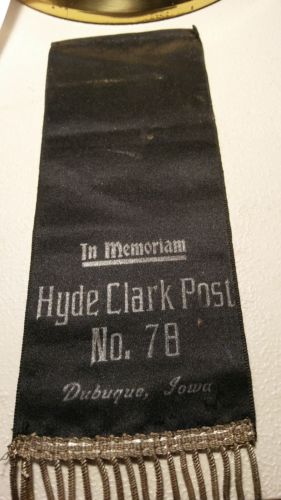 In Memoriam
Hyde Clark Post
No. 78
Dubuque, Iowa